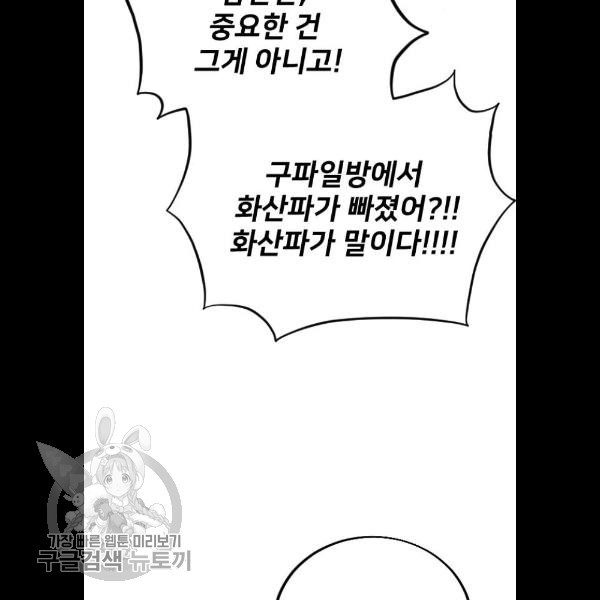 중요한 건
그게 아니고!
구파일방에서
화산파가 빠졌어?!!
화산파가 말이다!!!!
가장 빠른 웹툰 미리보기
구글검색 뉴토끼